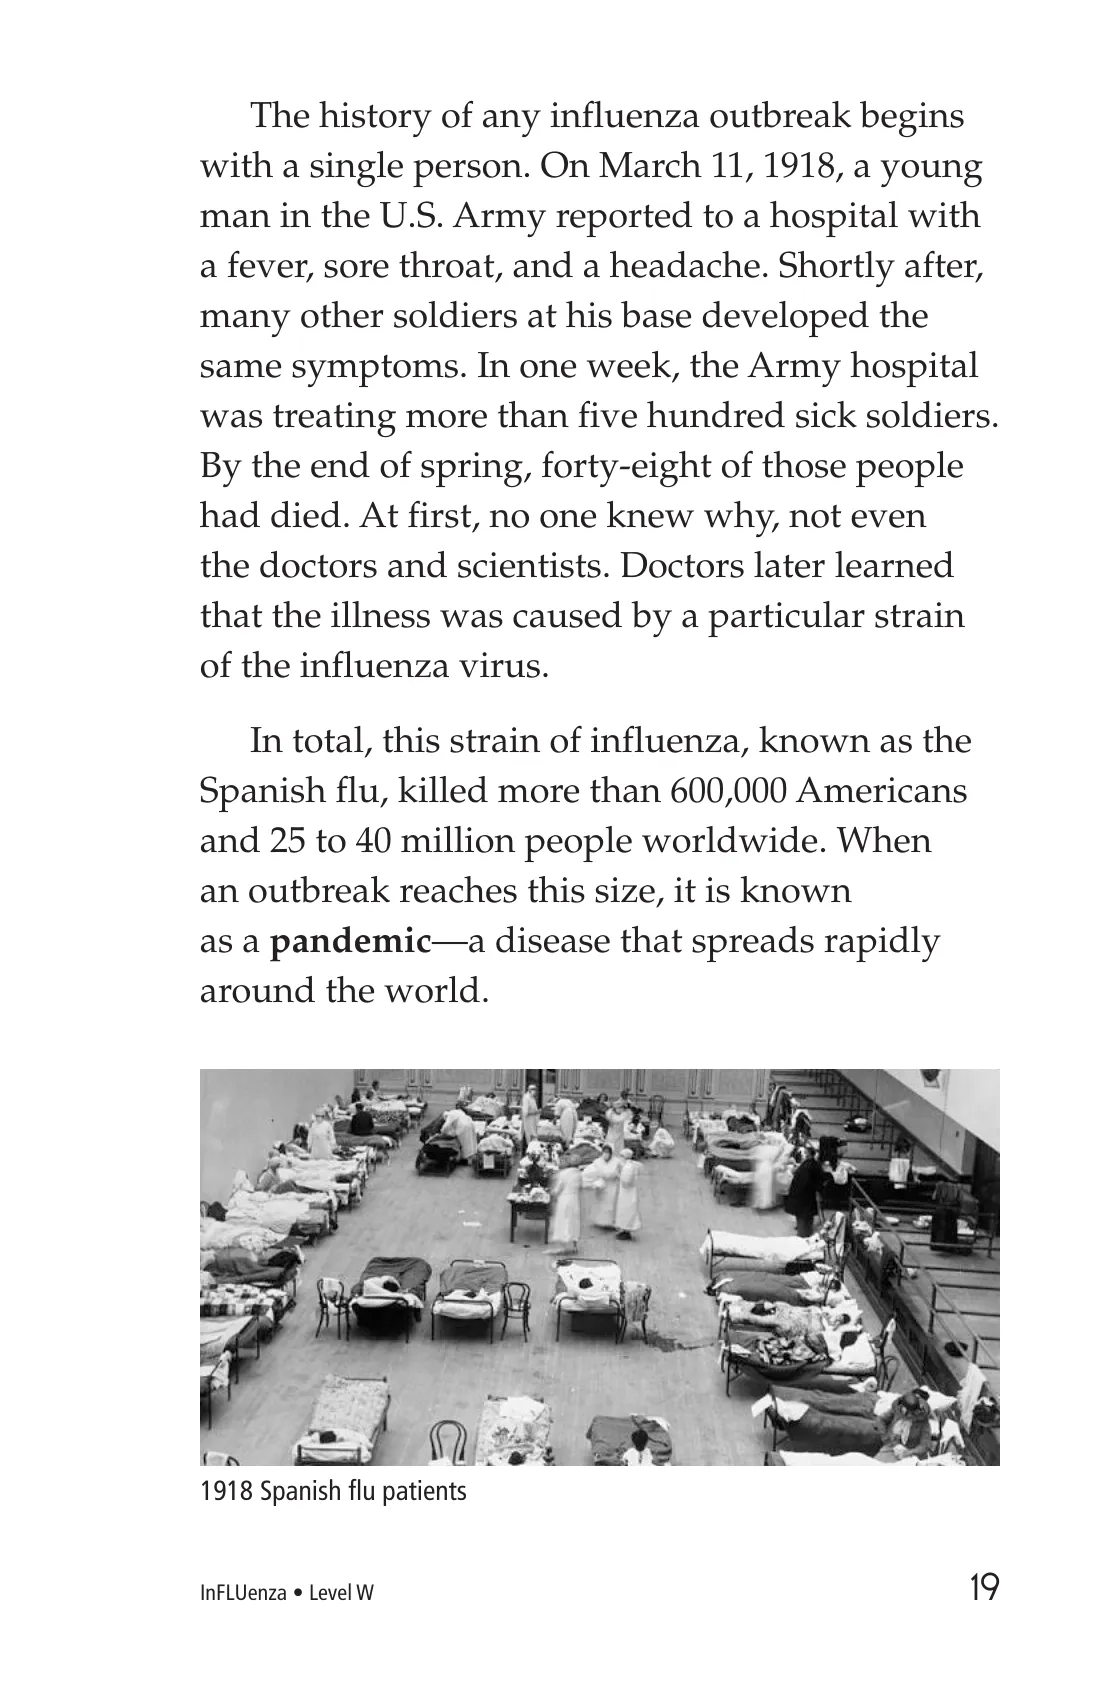 The history of any influenza outbreak begins
with a single person. On March 11, 1918, a young
man in the U.S. Army reported to a hospital with
a fever, sore throat, and a headache. Shortly after,
many other soldiers at his base developed the
same symptoms. In one week, the Army hospital
was treating more than five hundred sick soldiers.
By the end of spring, forty-eight of those people
had died. At first, no one knew why, not even
the doctors and scientists. Doctors later learned
that the illness was caused by a particular strain
of the influenza virus.
In total, this strain of influenza, known as the
Spanish flu, killed more than 600,000 Americans
and 25 to 40 million people worldwide. When
an outbreak reaches this size, it is known
as a pandemic—a disease that spreads rapidly
around the world.
1918 Spanish flu patients
InFLUenza • Level W 19